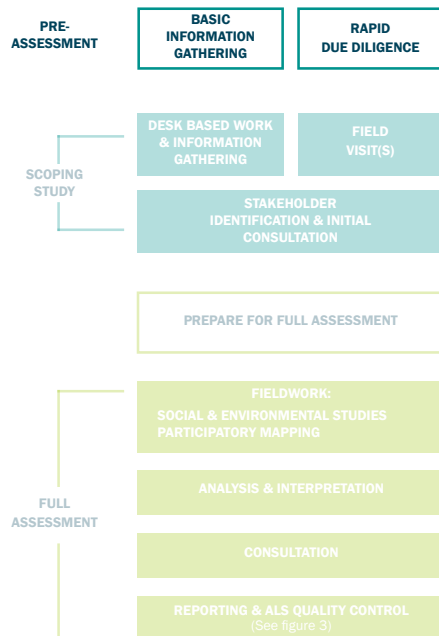 PRE-
ASSESSMENT
BASIC
INFORMATION
GATHERING
RAPID
DUE DILIGENCE
SCOPING
STUDY
DESK BASED WORK
& INFORMATION
GATHERING
FIELD
VISIT(S)
STAKEHOLDER
IDENTIFICATION & INITIAL
CONSULTATION
PREPARE FOR FULL ASSESSMENT
FULL
ASSESSMENT
FIELDWORK:
SOCIAL & ENVIRONMENTAL STUDIES
PARTICIPATORY MAPPING
ANALYSIS & INTERPRETATION
CONSULTATION
REPORTING & ALS QUALITY CONTROL
(See figure 3)